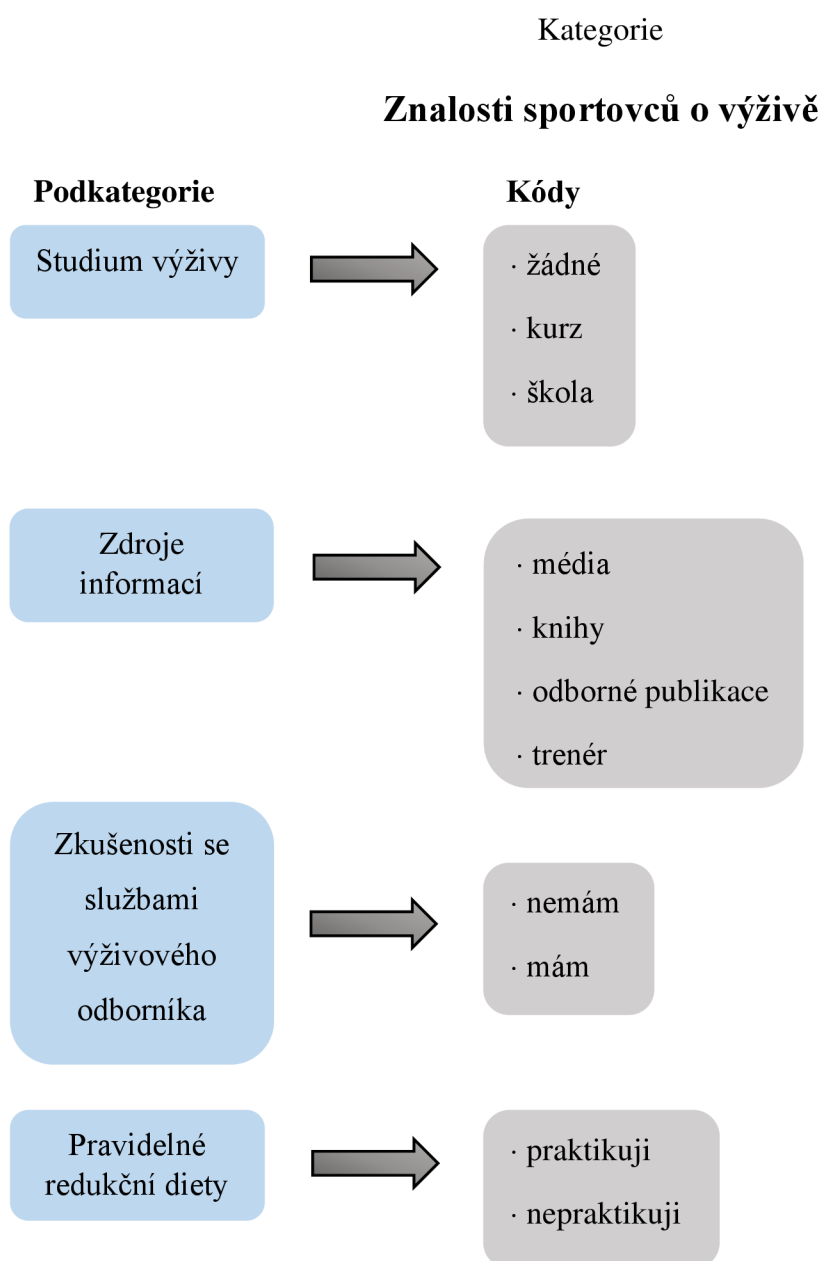 Kategorie
Znalosti sportovců o výživě
Podkategorie
Kódy
Studium výživy
· žádné
· kurz
· škola
Zdroje
informací
· média
· knihy
· odborné publikace
· trenér
Zkušenosti se
službami
výživového
odborníka
· nemám
· mám
Pravidelné
redukční diety
· praktikuji
· nepraktikuji